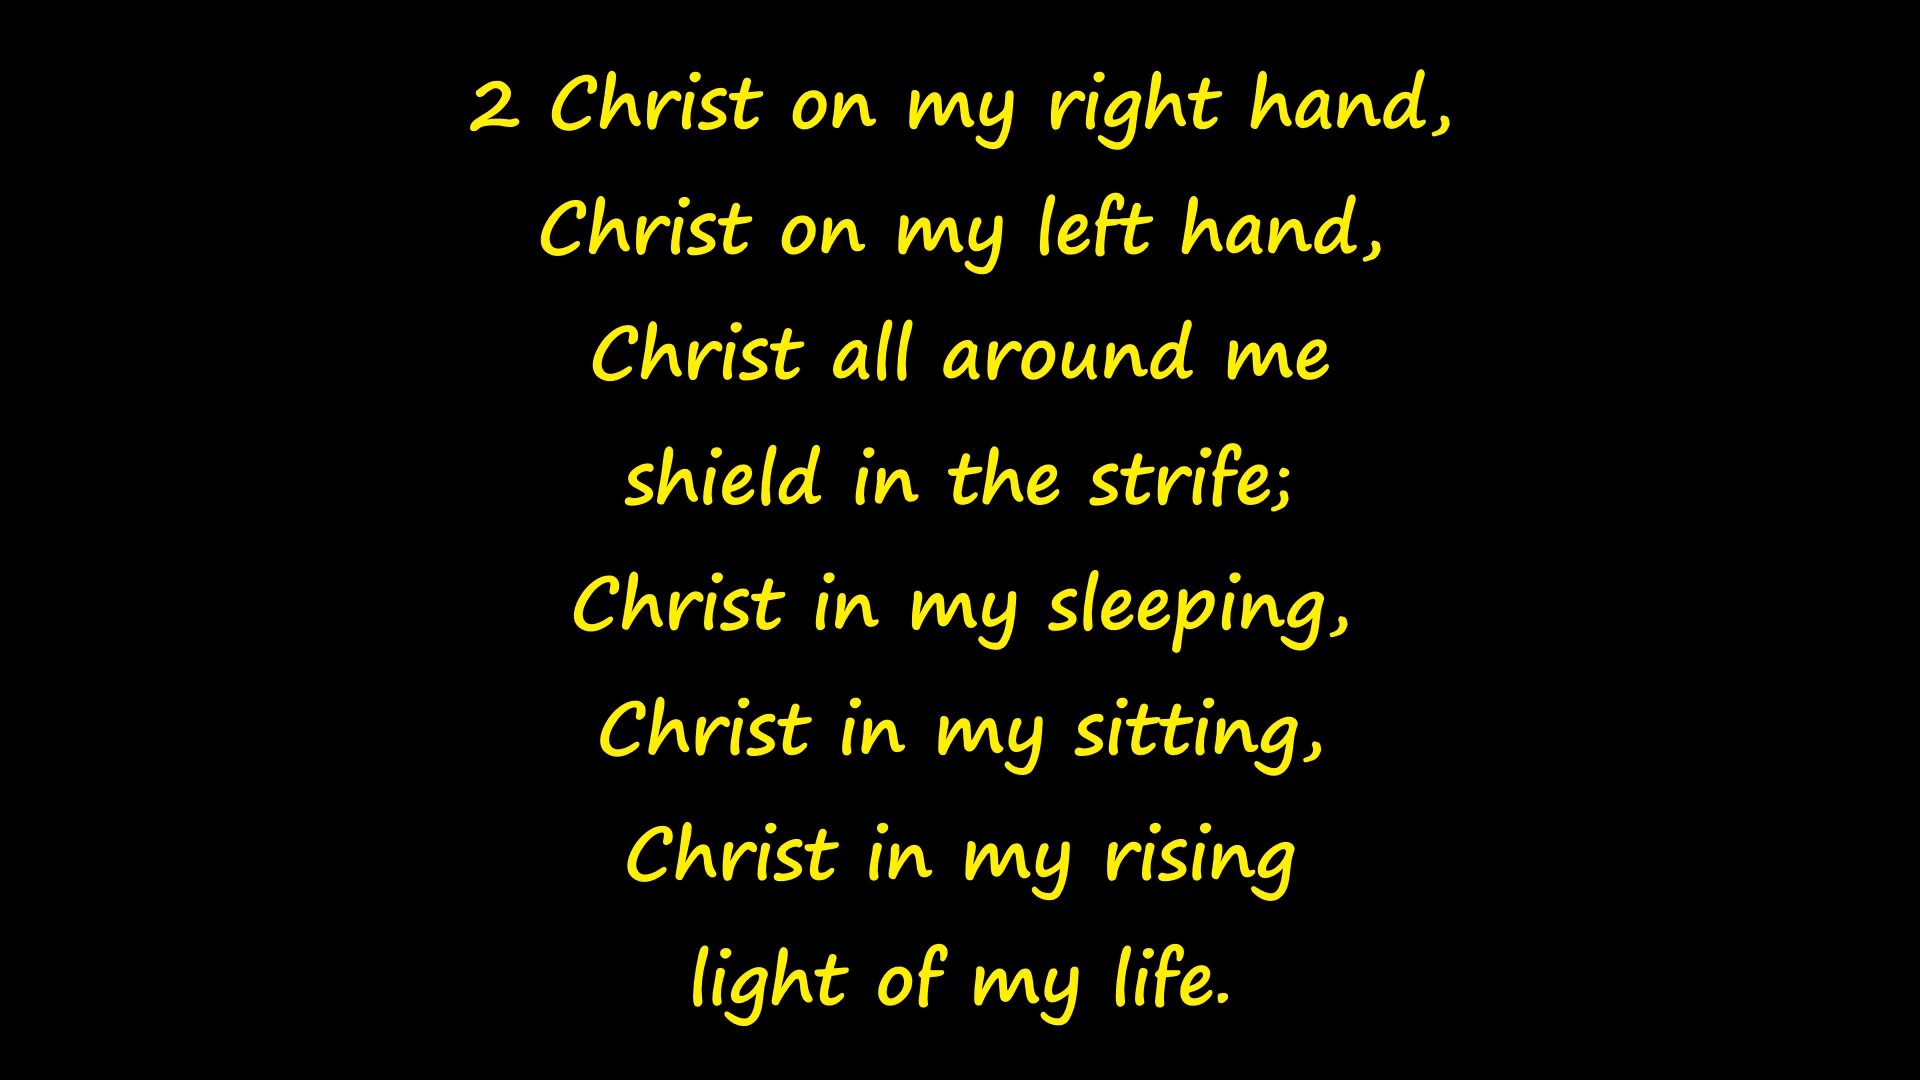 2 Christ on my right hand,
Christ on my left hand,
Christ all around me
shield in the strife;
Christ in my sleeping,
Christ in my sitting,
Christ in my rising
light of my life.